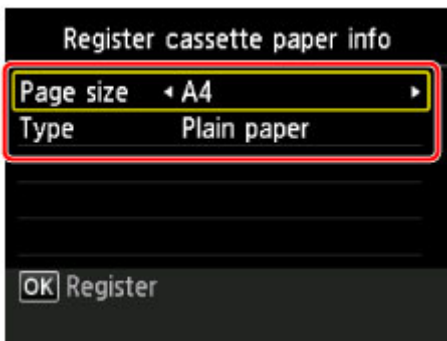 Register cassette paper info
Page size A4
Type Plain paper
OK Register